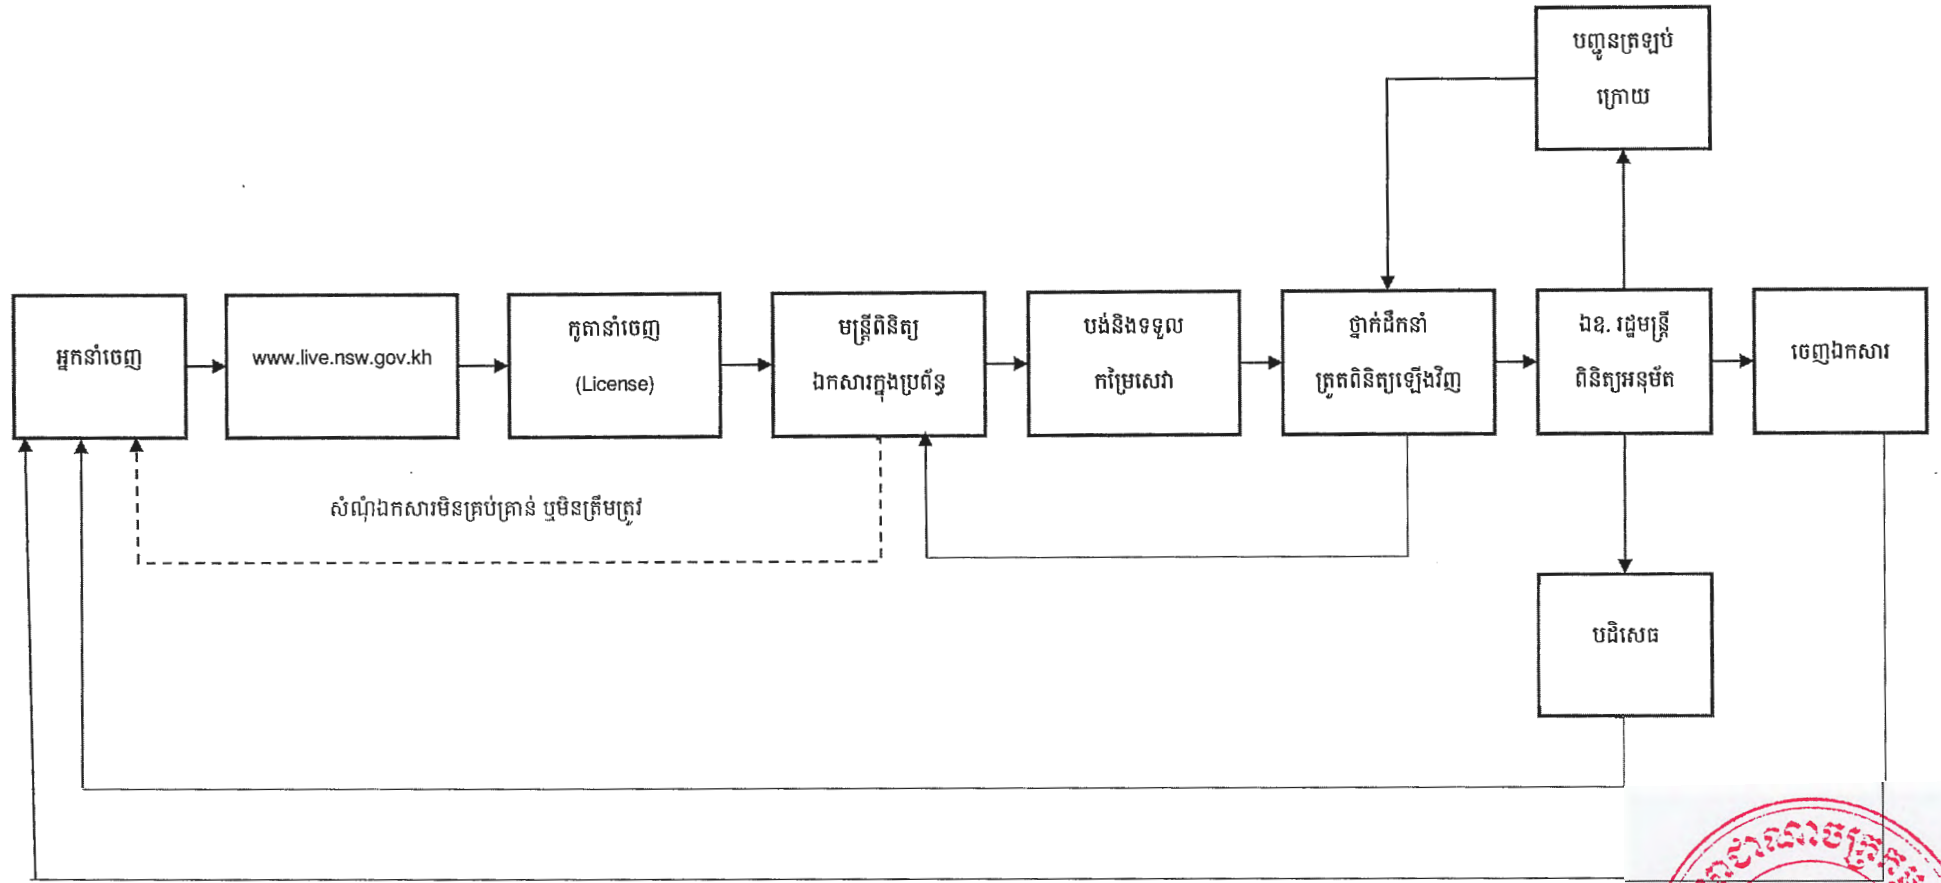 បញ្ជូនត្រឡប់
ក្រោយ
អ្នកនាំចេញ
www.live.nsw.gov.kh
កូតានាំចេញ
(License)
មន្ត្រីពិនិត្យ
ឯកសារក្នុងប្រព័ន្ធ
បង់និងទទួល
កម្រៃសេវា
ថ្នាក់ដឹកនាំ
ត្រួតពិនិត្យឡើងវិញ
ឯឧ. រដ្ឋមន្ត្រី
ពិនិត្យអនុម័ត
ចេញឯកសារ
សំណុំឯកសារមិនគ្រប់គ្រាន់ ឬមិនត្រឹមត្រូវ
បដិសេធ